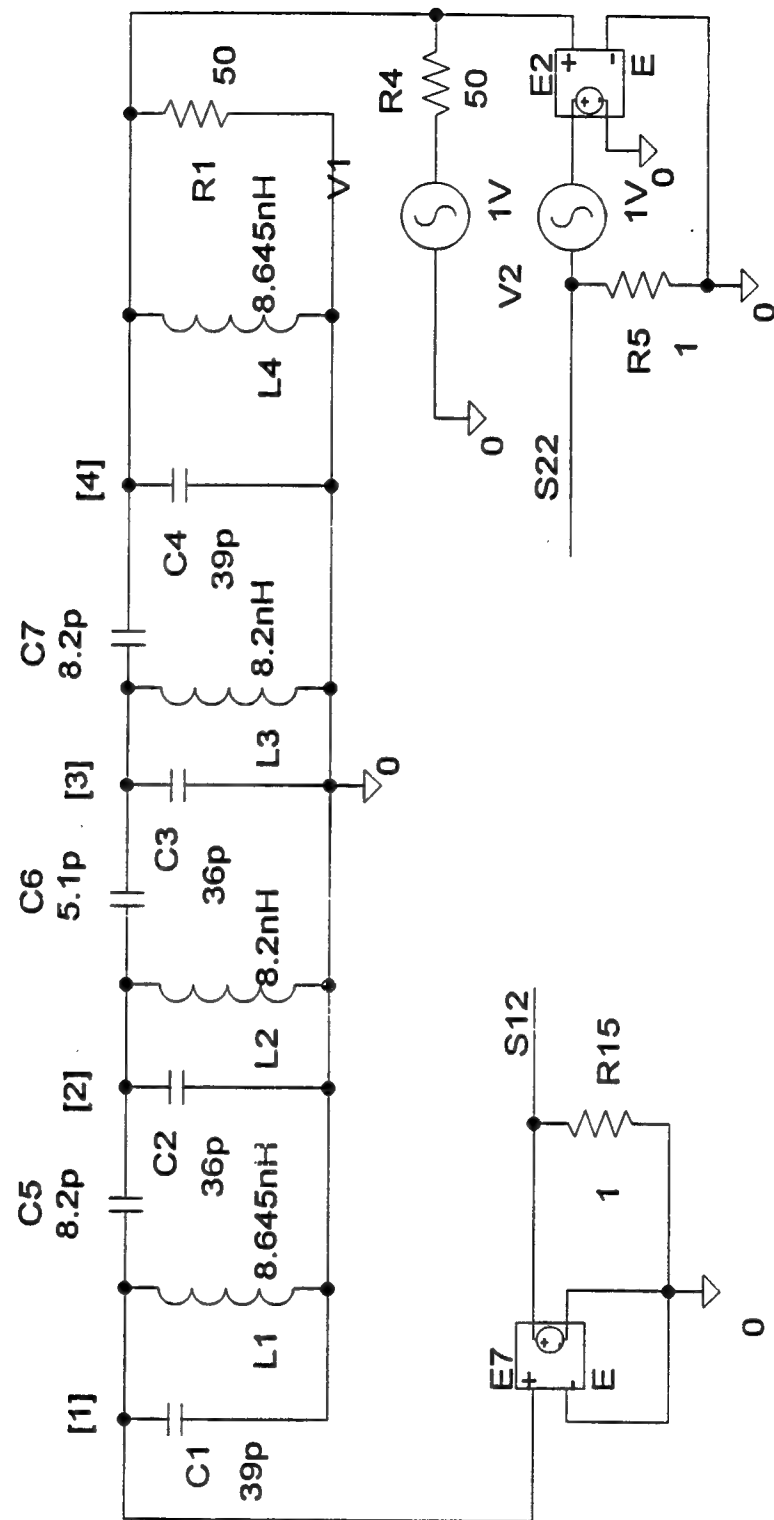 C5
8.2p
C6
5.1p
C7
8.2p
[1]
[2]
[3]
[4]
C1
39p
L1
8.645nH
C2
36p
L2
8.2nH
C3
36p
L3
8.2nH
C4
39p
L4
8.645nH
R1
50
V1
0
R4
50
1V
0
E2
+
-
E
+
-
0
V2
1V
R5
1
0
S22
S12
R15
1
E7
+
-
E
+
-
0